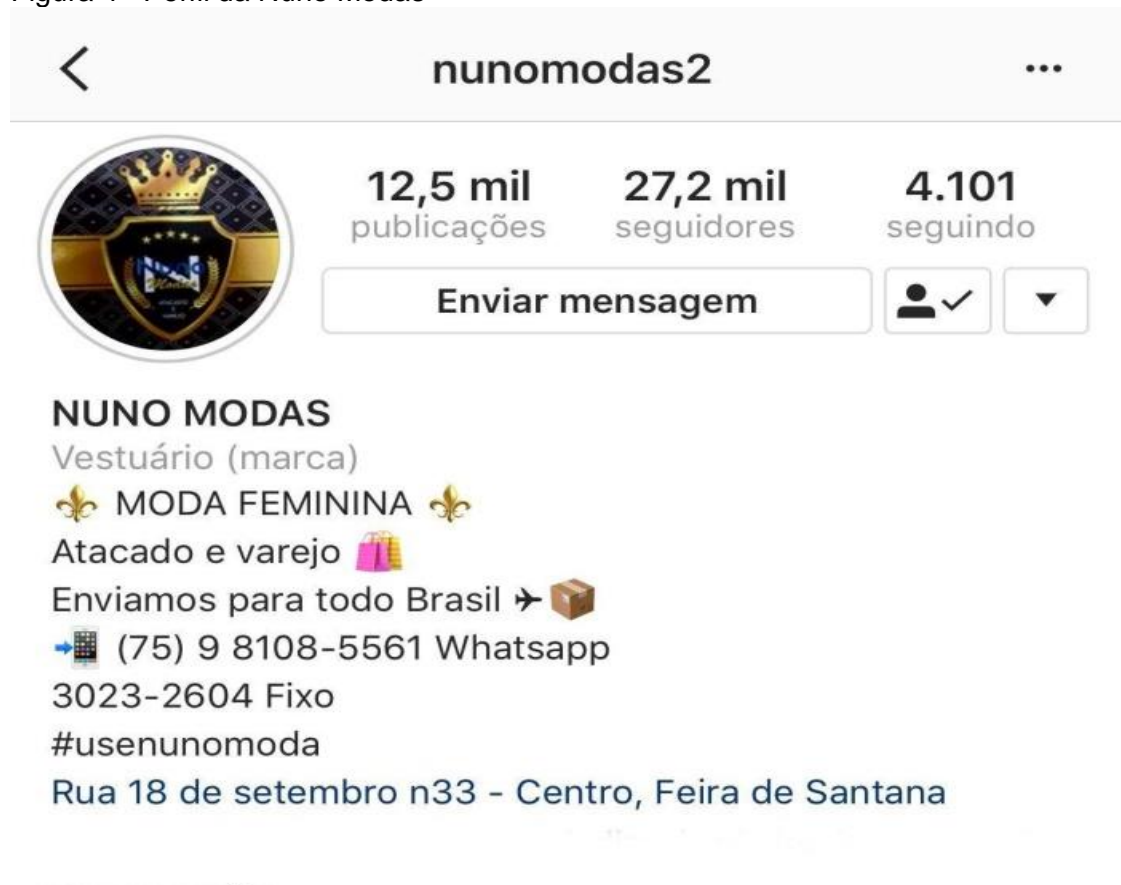 nunomodas2
12,5 mil 27,2 mil 4.101
publicações seguidores seguindo
NUNO
Modas
Enviar mensagem
NUNO MODAS
Vestuário (marca)
⚜ MODA FEMININA ⚜
Atacado e varejo 🛍
Enviamos para todo Brasil ✈📦
📲 (75) 9 8108-5561 Whatsapp
3023-2604 Fixo
#usenunomoda
Rua 18 de setembro n33 - Centro, Feira de Santana